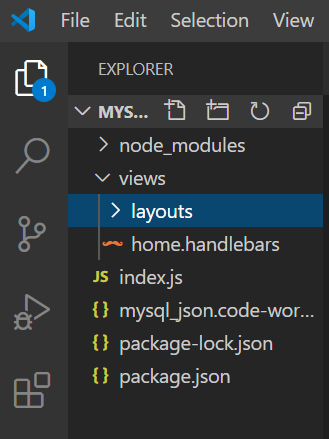 File Edit Selection View
EXPLORER
1
MYS...
node_modules
views
layouts
home.handlebars
JS index.js
{ } mysql_json.code-wor...
{ } package-lock.json
{ } package.json